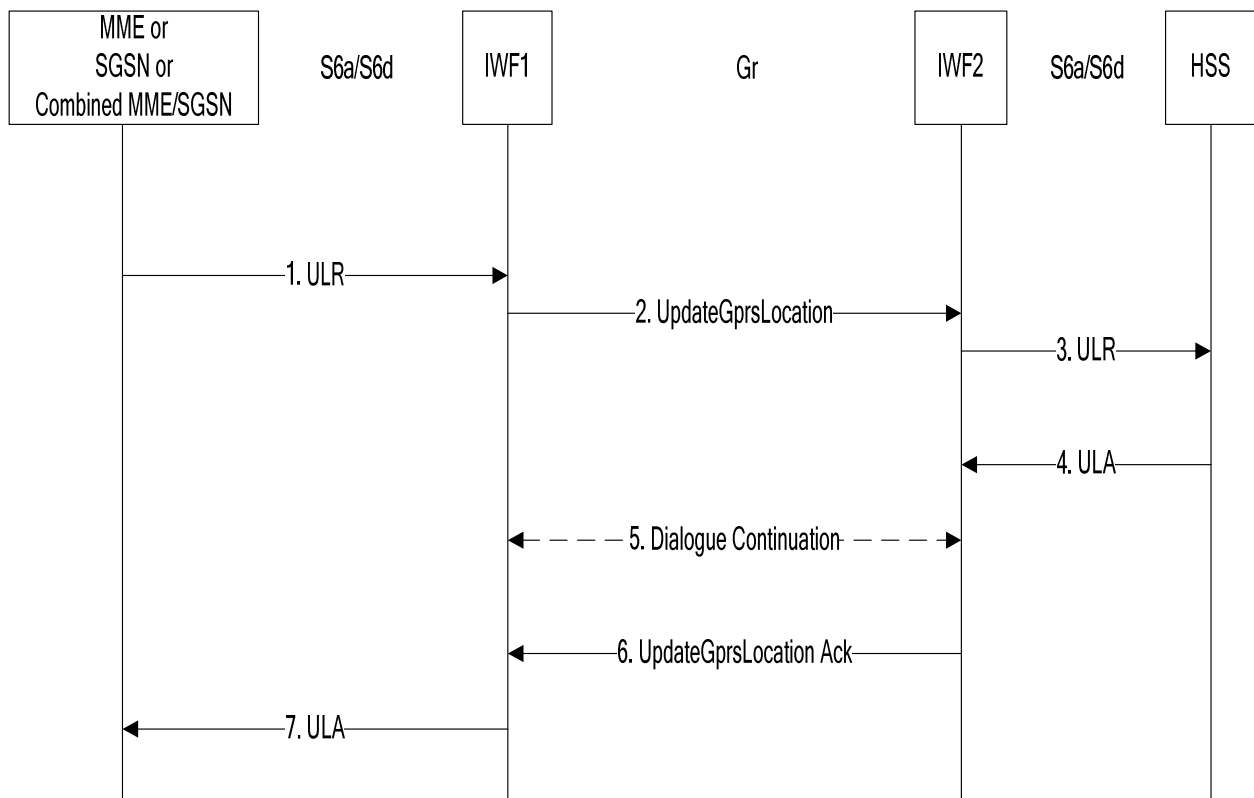 MME or
SGSN or
Combined MME/SGSN
S6a/S6d
IWF1
Gr
IWF2
S6a/S6d
HSS
1. ULR
2. UpdateGprsLocation
3. ULR
4. ULA
5. Dialogue Continuation
6. UpdateGprsLocation Ack
7. ULA